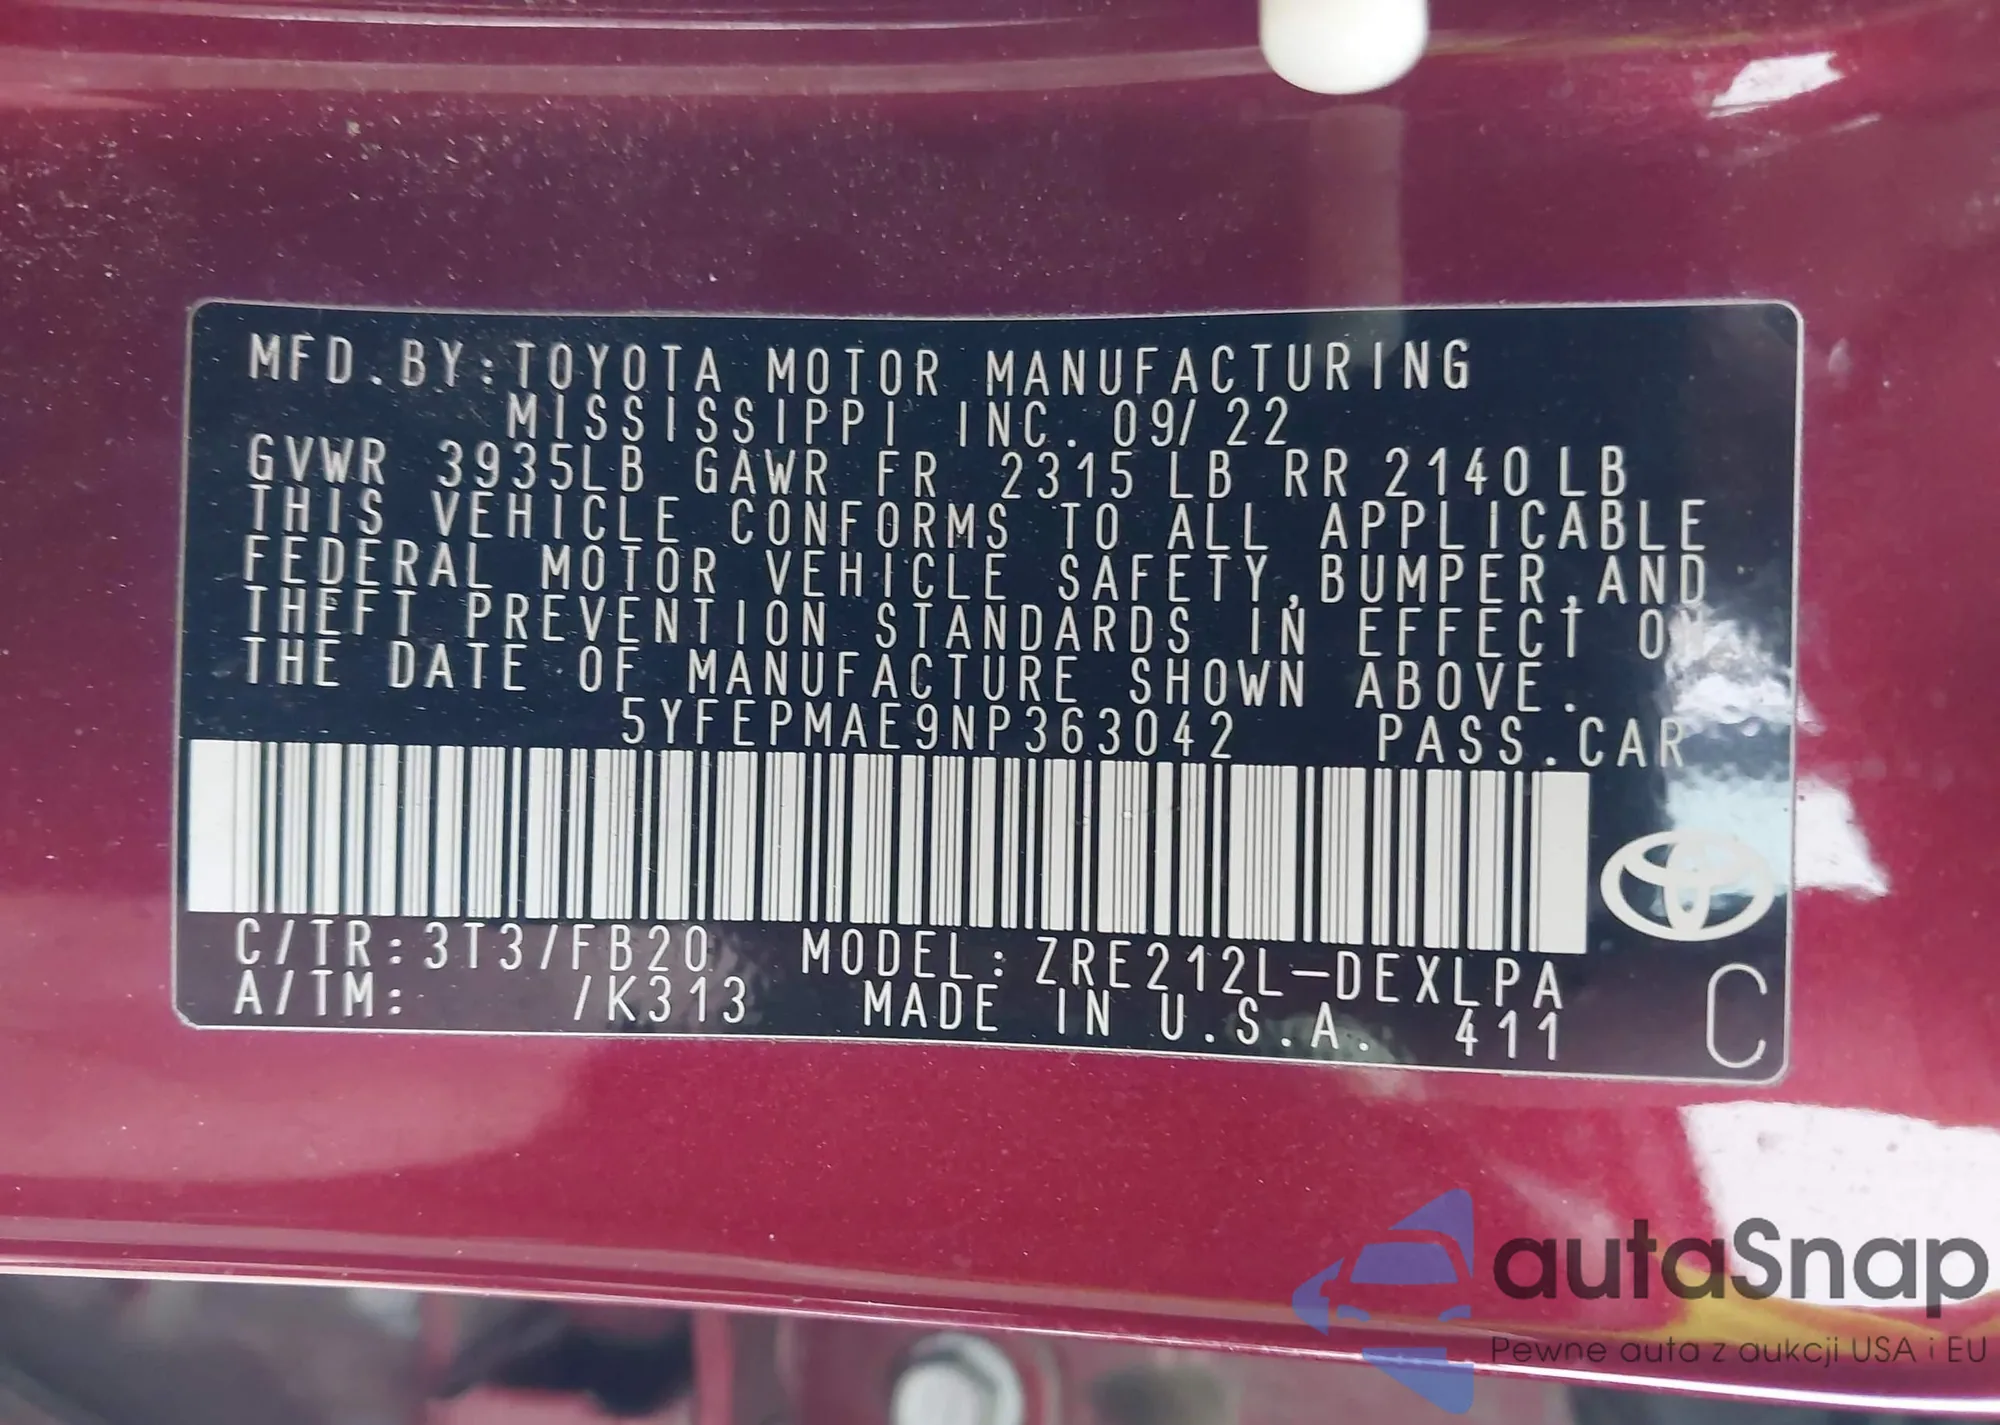 MFD.BY:TOYOTA MOTOR MANUFACTURING
MISSISSIPPI INC. 09/22
GVWR 3935LB GAWR FR 2315LB RR 2140LB
THIS VEHICLE CONFORMS TO ALL APPLICABLE
FEDERAL MOTOR VEHICLE SAFETY,BUMPER,AND
THEFT PREVENTION STANDARDS IN EFFECT ON
THE DATE OF MANUFACTURE SHOWN ABOVE.
5YFEPMAE9NP363042 PASS.CAR
C/TR:3T3/FB20 MODEL:ZRE212L-DEXLPA
A/TM: /K313 MADE IN U.S.A. 411
C
autaSnap
Pewne auta z aukcji USA i EU